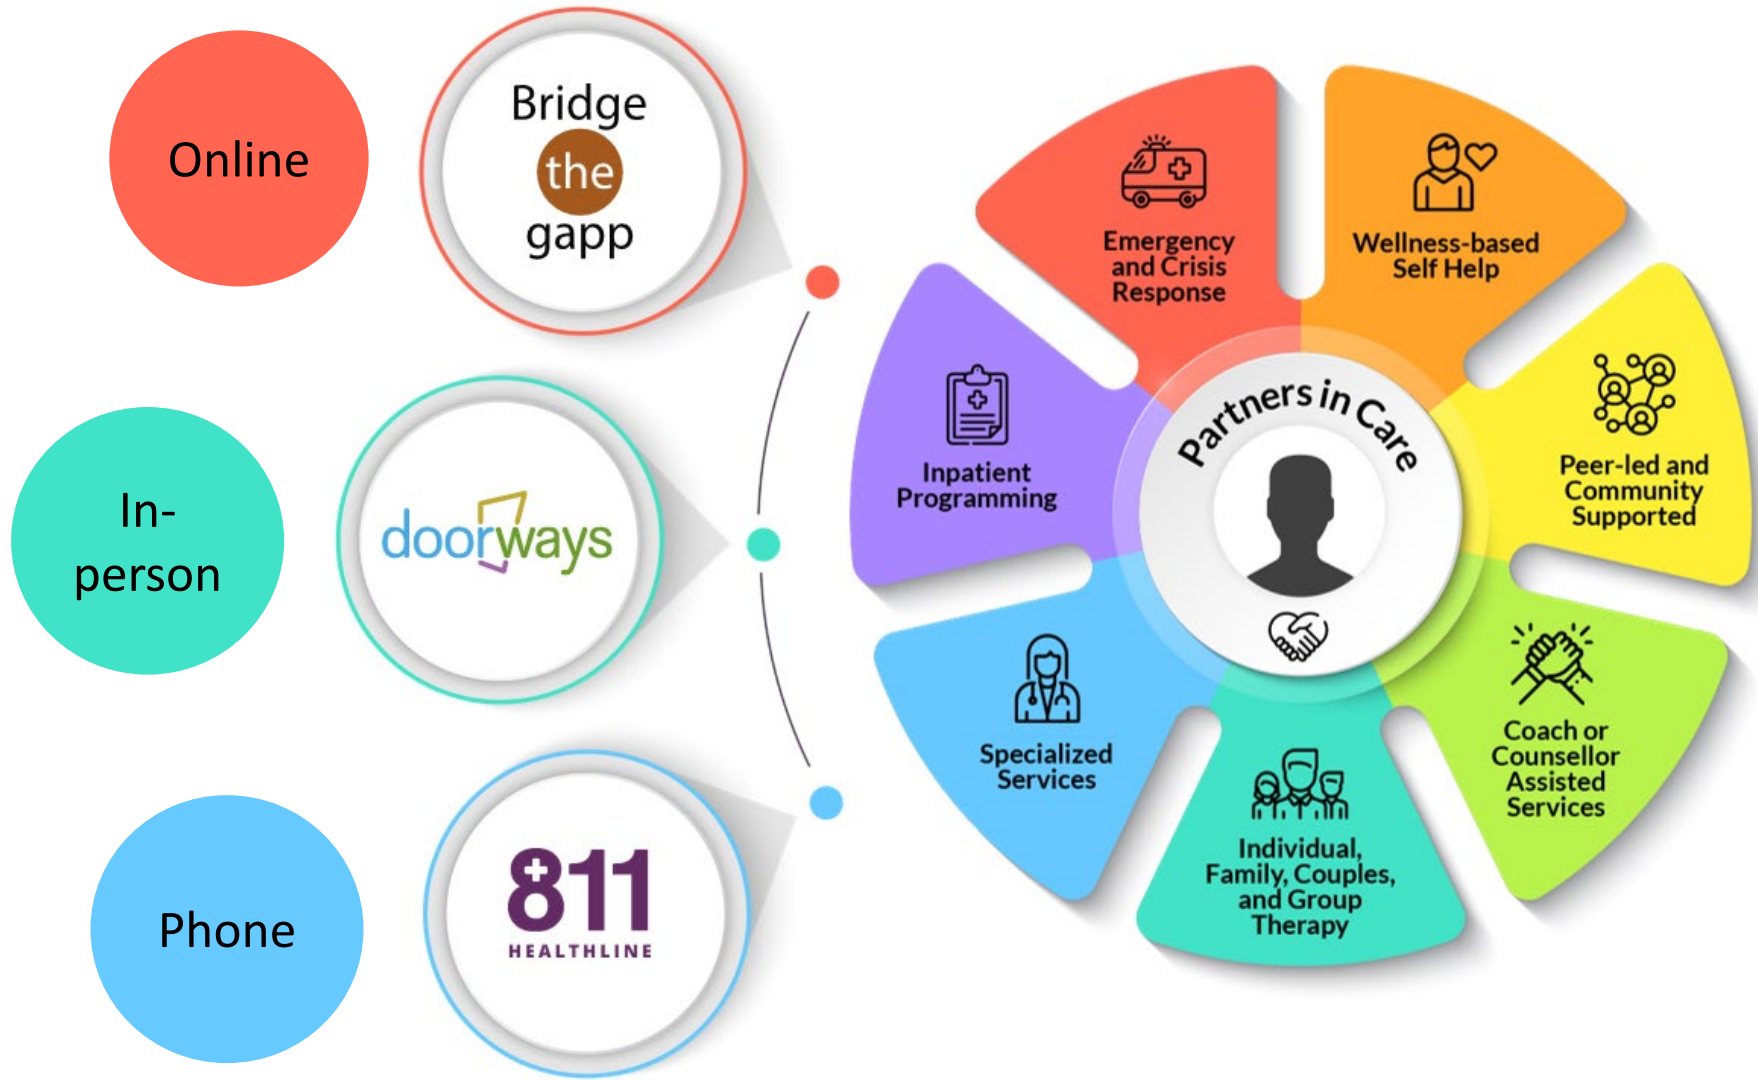 Online
Bridge
the
gapp
In-
person
doorways
Phone
811
HEALTHLINE
Emergency
and Crisis
Response
Wellness-based
Self Help
Peer-led and
Community
Supported
Coach or
Counsellor
Assisted
Services
Individual,
Family, Couples,
and Group
Therapy
Specialized
Services
Inpatient
Programming
Partners in Care